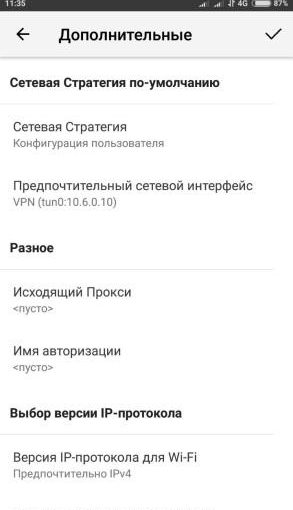 11:35 4G 87%
Дополнительные
Сетевая Стратегия по-умолчанию
Сетевая Стратегия
Конфигурация пользователя
Предпочтительный сетевой интерфейс
VPN (tun0:10.6.0.10)
Разное
Исходящий Прокси
<пусто>
Имя авторизации
<пусто>
Выбор версии IP-протокола
Версия IP-протокола для Wi-Fi
Предпочтительно IPv4